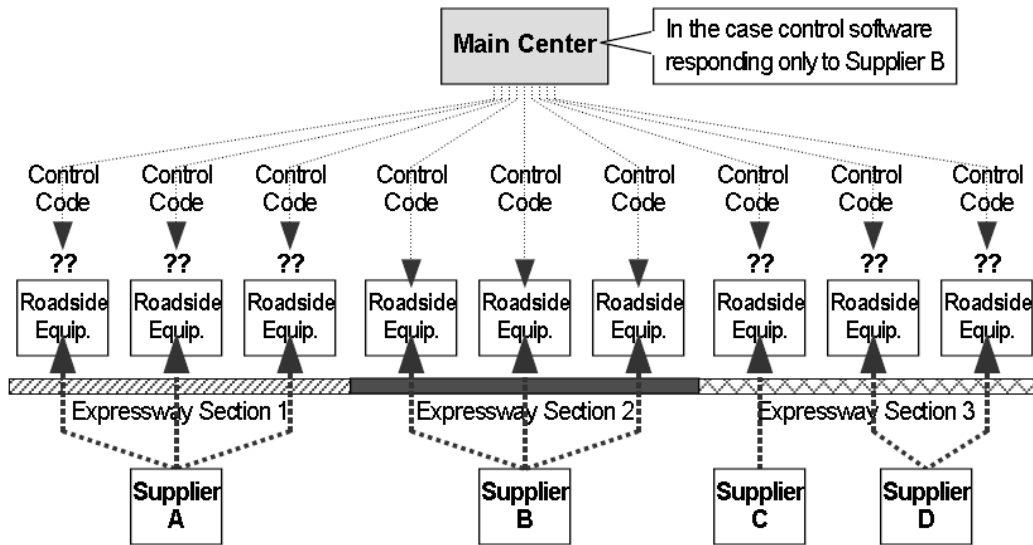 Main Center
In the case control software
responding only to Supplier B
Control Control Control Control Control Control Control Control Control
Code Code Code Code Code Code Code Code Code
?? ?? ?? ?? ?? ??
Roadside Roadside Roadside Roadside Roadside Roadside Roadside Roadside Roadside
Equip. Equip. Equip. Equip. Equip. Equip. Equip. Equip. Equip.
Expressway Section 1 Expressway Section 2 Expressway Section 3
Supplier Supplier Supplier Supplier
A B C D